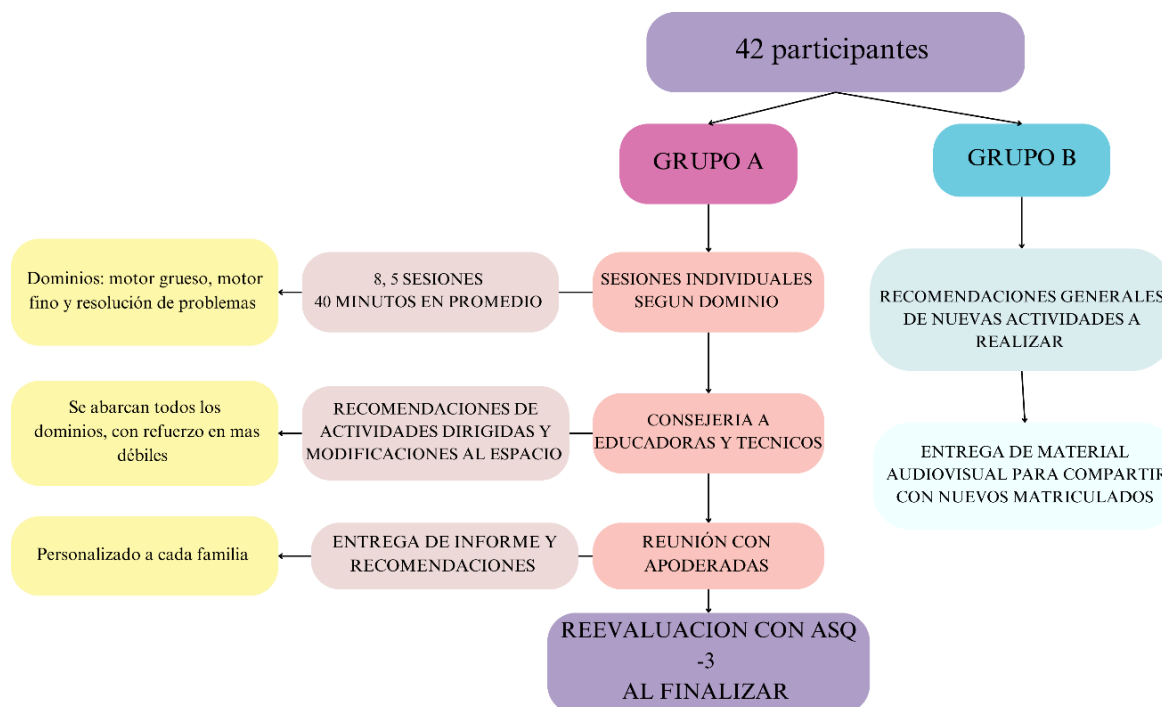 42 participantes
GRUPO A
GRUPO B
Dominios: motor grueso, motor
fino y resolución de problemas
8, 5 SESIONES
40 MINUTOS EN PROMEDIO
SESIONES INDIVIDUALES
SEGUN DOMINIO
RECOMENDACIONES GENERALES
DE NUEVAS ACTIVIDADES A
REALIZAR
Se abarcan todos los
dominios, con refuerzo en mas
débiles
RECOMENDACIONES DE
ACTIVIDADES DIRIGIDAS Y
MODIFICACIONES AL ESPACIO
CONSEJERIA A
EDUCADORAS Y TECNICOS
ENTREGA DE MATERIAL
AUDIOVISUAL PARA COMPARTIR
CON NUEVOS MATRICULADOS
Personalizado a cada familia
ENTREGA DE INFORME Y
RECOMENDACIONES
REUNIÓN CON
APODERADAS
REEVALUACION CON ASQ
-3
AL FINALIZAR